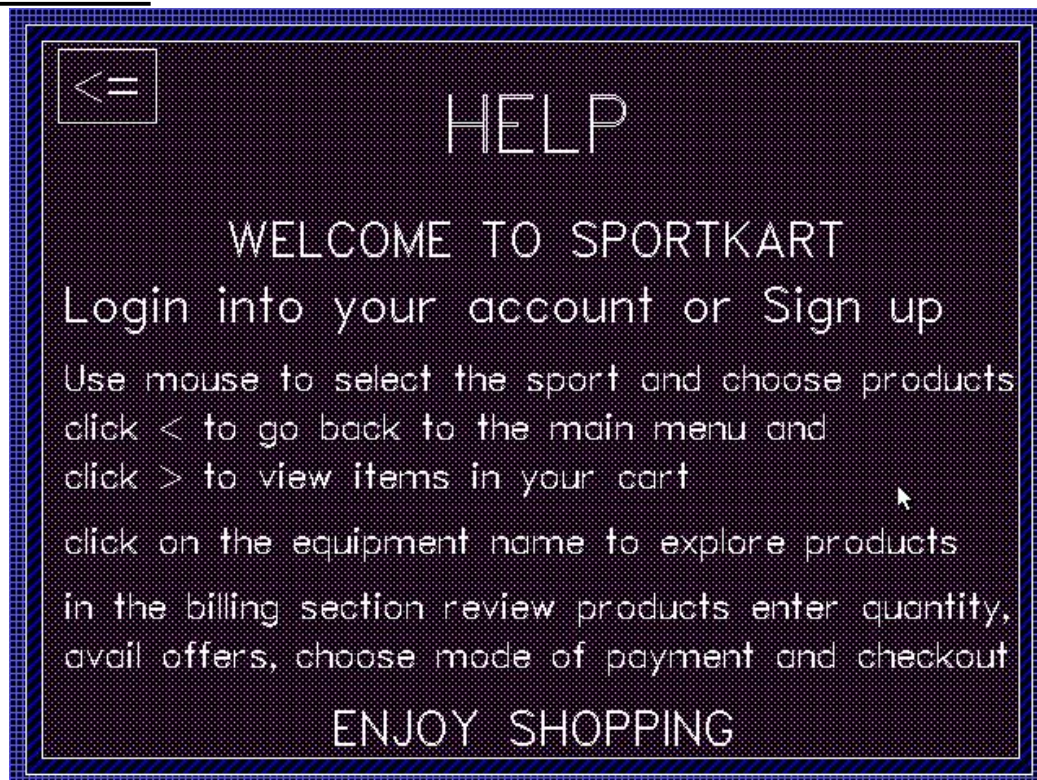 <=
HELP
WELCOME TO SPORTKART
Login into your account or Sign up
Use mouse to select the sport and choose products
click < to go back to the main menu and
click > to view items in your cart
click on the equipment name to explore products
in the billing section review products enter quantity,
avail offers, choose mode of payment and checkout
ENJOY SHOPPING